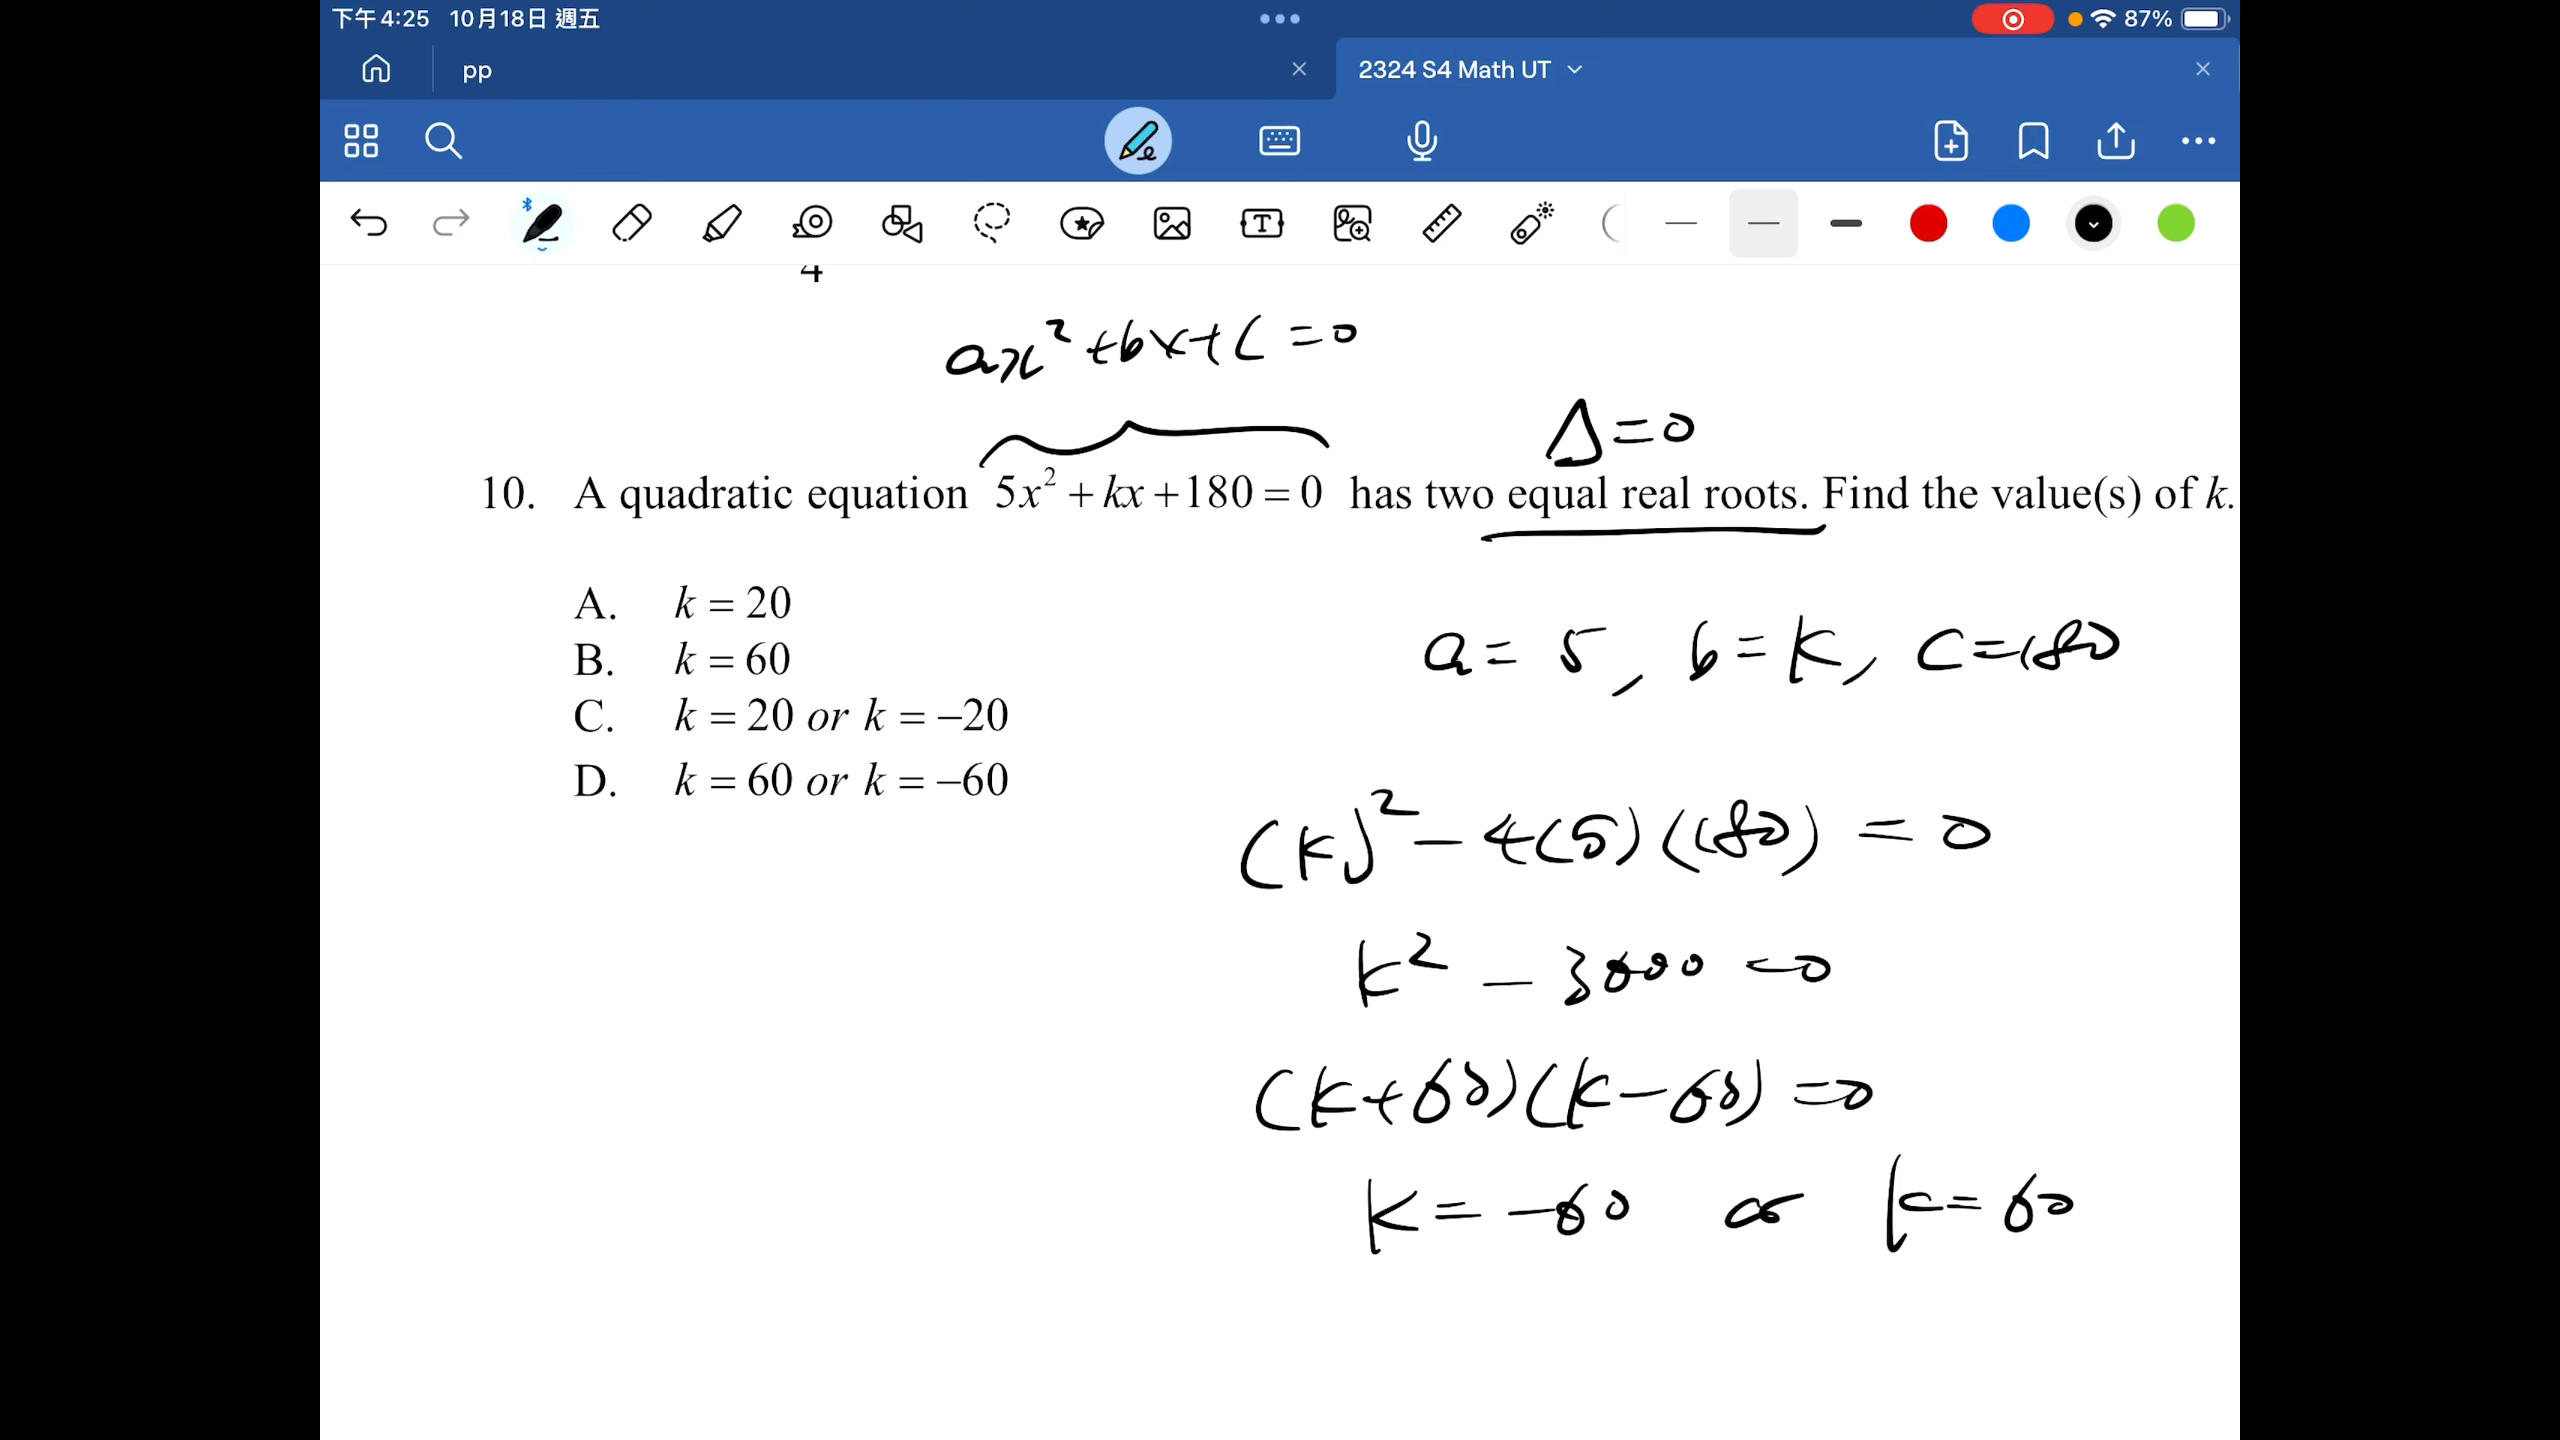 下午4:25 10月18日 週五
87%
pp
2324 S4 Math UT
4
ax² + bx + c = 0
Δ = 0
10. A quadratic equation 5x² + kx + 180 = 0 has two equal real roots. Find the value(s) of k.
A. k = 20
B. k = 60
C. k = 20 or k = −20
D. k = 60 or k = −60
a = 5, b = k, c = 180
(k)² − 4(5)(180) = 0
k² − 3600 = 0
(k+60)(k−60) = 0
k = −60 or k = 60